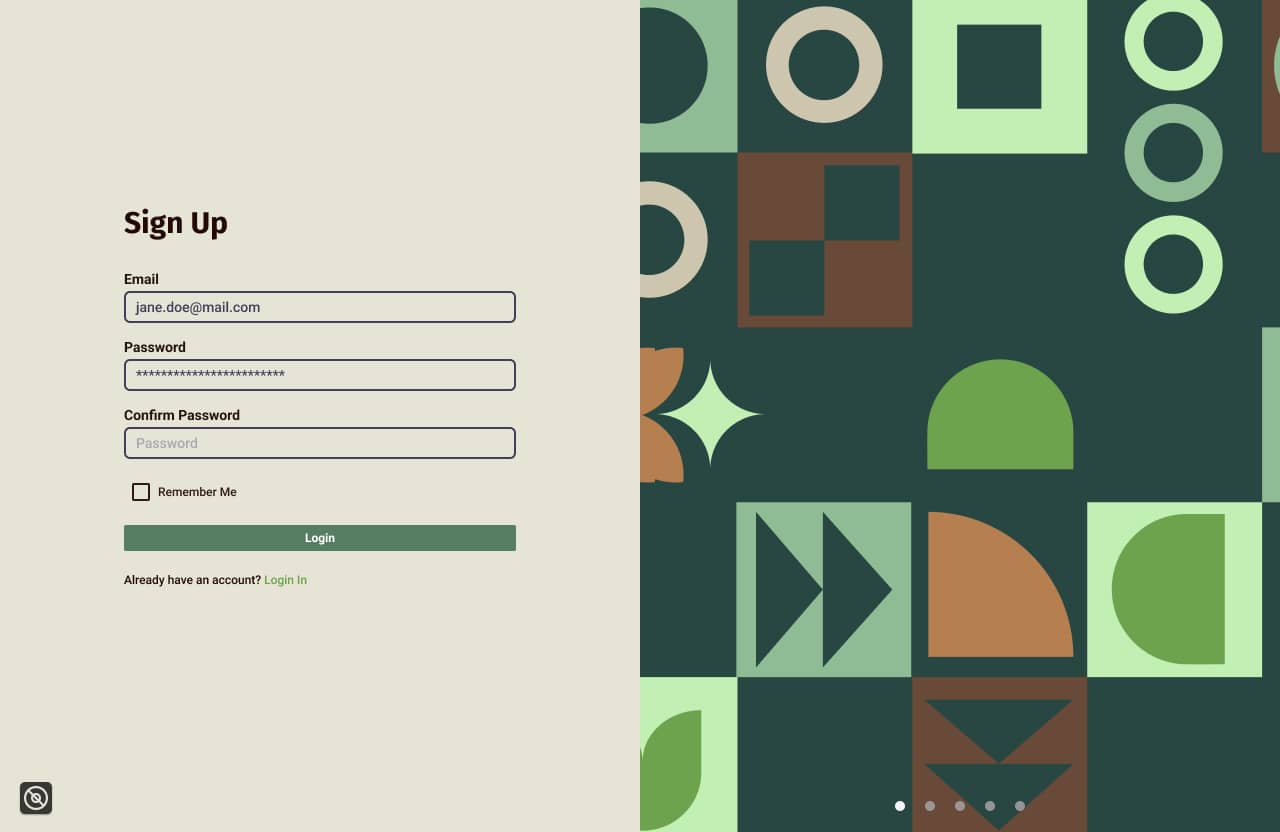 Sign Up
Email
jane.doe@mail.com
Password
************************
Confirm Password
Password
Remember Me
Login
Already have an account? Login In